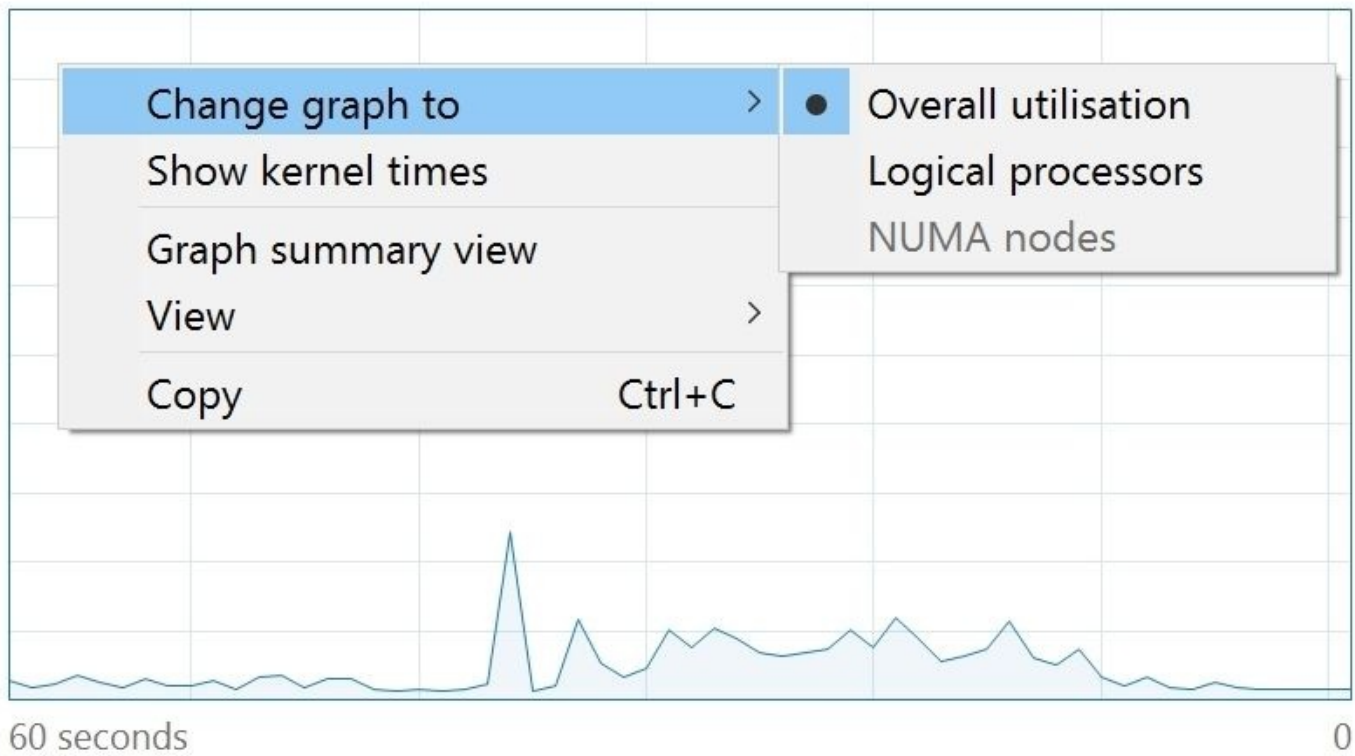 Change graph to
Overall utilisation
Show kernel times
Logical processors
Graph summary view
NUMA nodes
View
Copy Ctrl+C
60 seconds 0